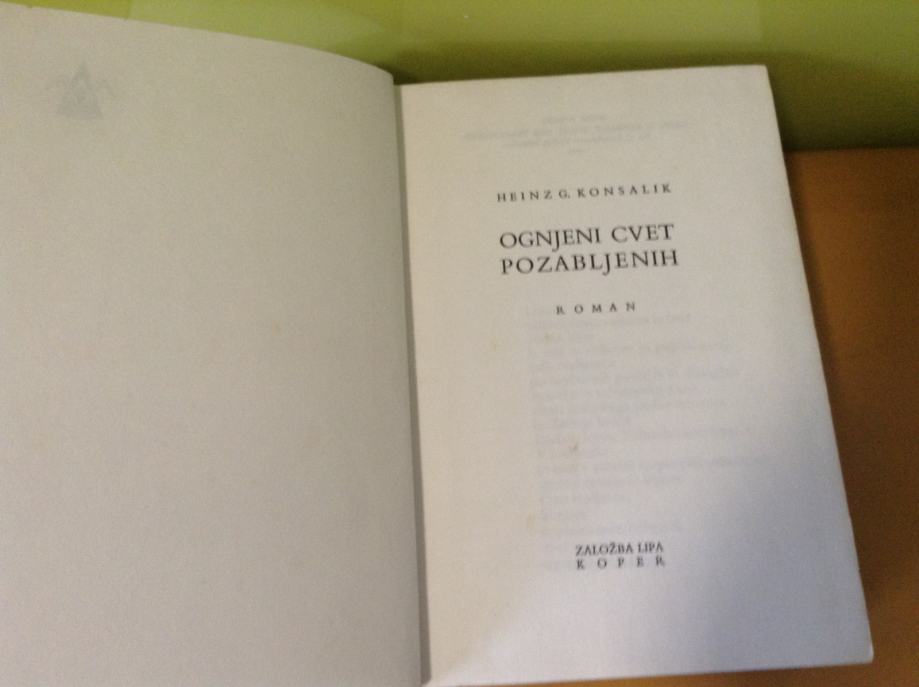 HEINZ G. KONSALIK
OGNJENI CVET
POZABLJENIH
ROMAN
ZALOŽBA LIPA
KOPER